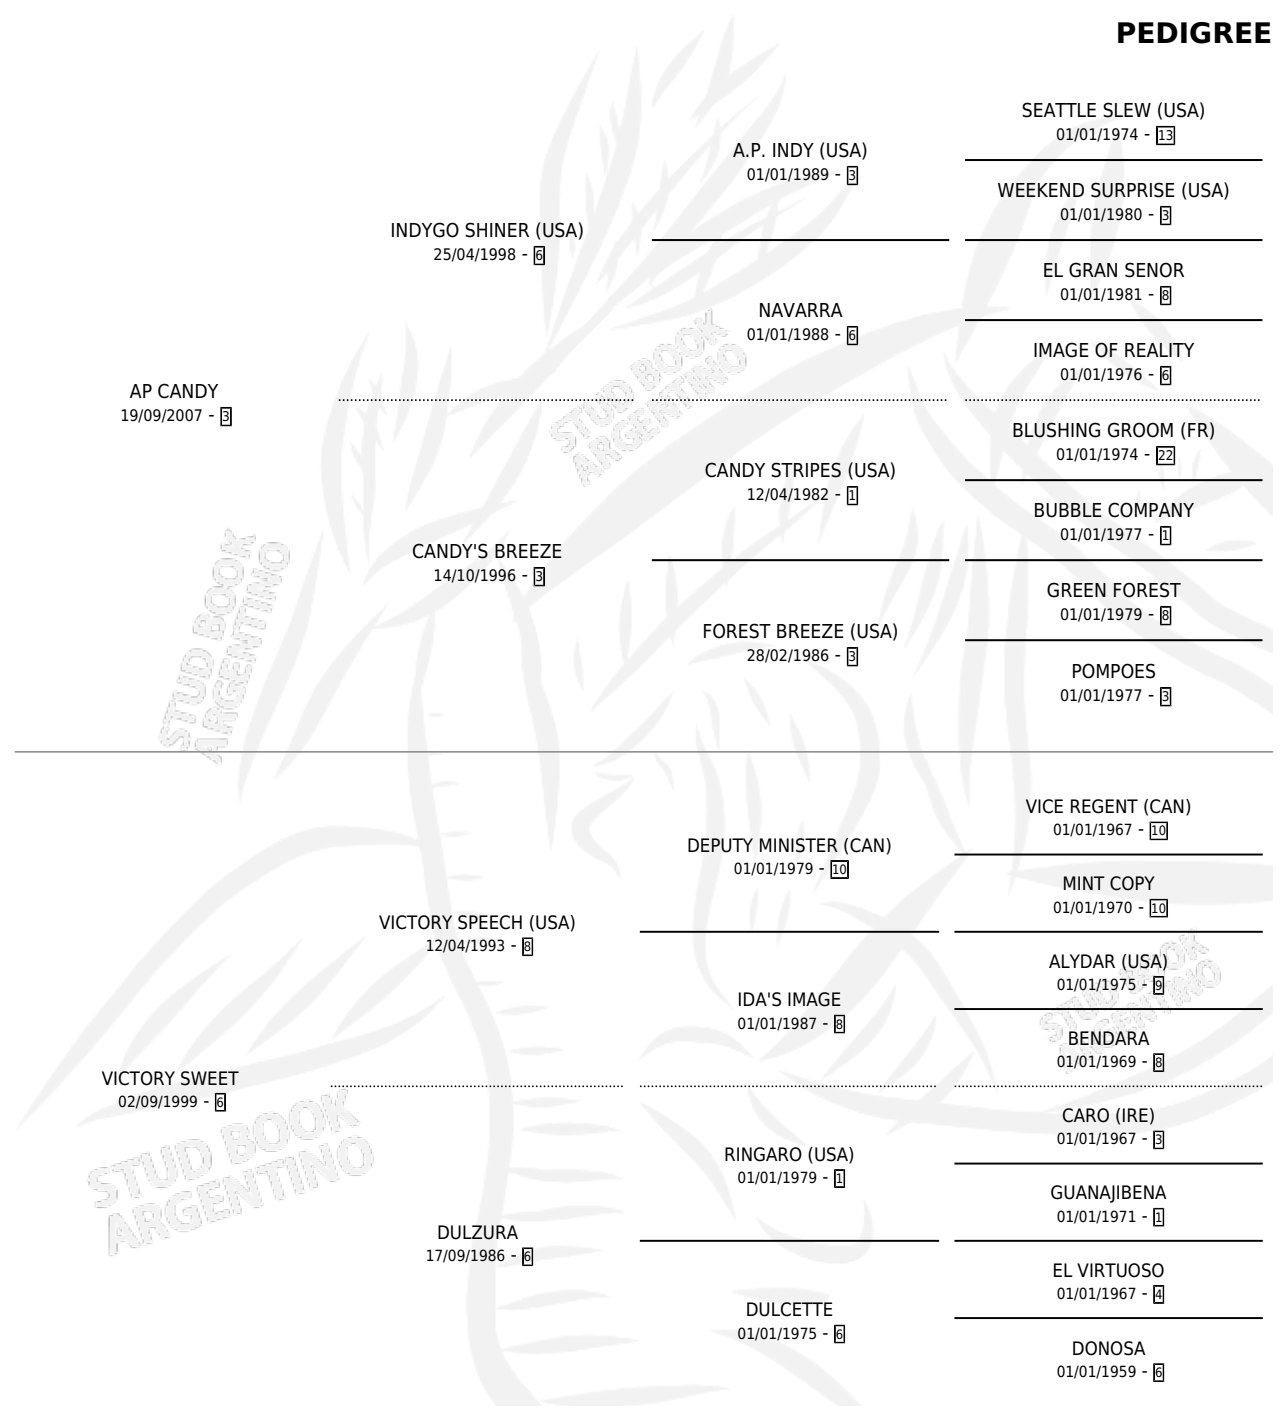 PEDIGREE
SEATTLE SLEW (USA)
01/01/1974 - 13
A.P. INDY (USA)
01/01/1989 - 3
WEEKEND SURPRISE (USA)
01/01/1980 - 3
INDYGO SHINER (USA)
25/04/1998 - 6
EL GRAN SENOR
01/01/1981 - 8
NAVARRA
01/01/1988 - 6
IMAGE OF REALITY
01/01/1976 - 6
AP CANDY
19/09/2007 - 3
BLUSHING GROOM (FR)
01/01/1974 - 22
CANDY STRIPES (USA)
12/04/1982 - 1
BUBBLE COMPANY
01/01/1977 - 1
CANDY'S BREEZE
14/10/1996 - 3
GREEN FOREST
01/01/1979 - 8
FOREST BREEZE (USA)
28/02/1986 - 3
POMPOES
01/01/1977 - 3
VICE REGENT (CAN)
01/01/1967 - 10
DEPUTY MINISTER (CAN)
01/01/1979 - 10
MINT COPY
01/01/1970 - 10
VICTORY SPEECH (USA)
12/04/1993 - 8
ALYDAR (USA)
01/01/1975 - 9
IDA'S IMAGE
01/01/1987 - 8
BENDARA
01/01/1969 - 8
VICTORY SWEET
02/09/1999 - 6
CARO (IRE)
01/01/1967 - 3
RINGARO (USA)
01/01/1979 - 1
GUANAJIBENA
01/01/1971 - 1
DULZURA
17/09/1986 - 6
EL VIRTUOSO
01/01/1967 - 4
DULCETTE
01/01/1975 - 6
DONOSA
01/01/1959 - 6
STUD BOOK
ARGENTINO
STUD BOOK
ARGENTINO
STUD BOOK
ARGENTINO
STUD BOOK
ARGENTINO